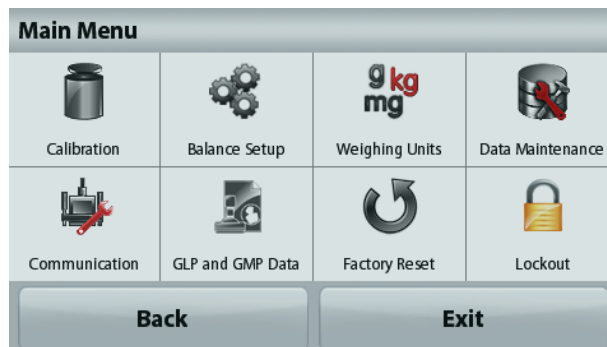 Main Menu
g kg
mg
Calibration
Balance Setup
Weighing Units
Data Maintenance
Communication
GLP and GMP Data
Factory Reset
Lockout
Back
Exit